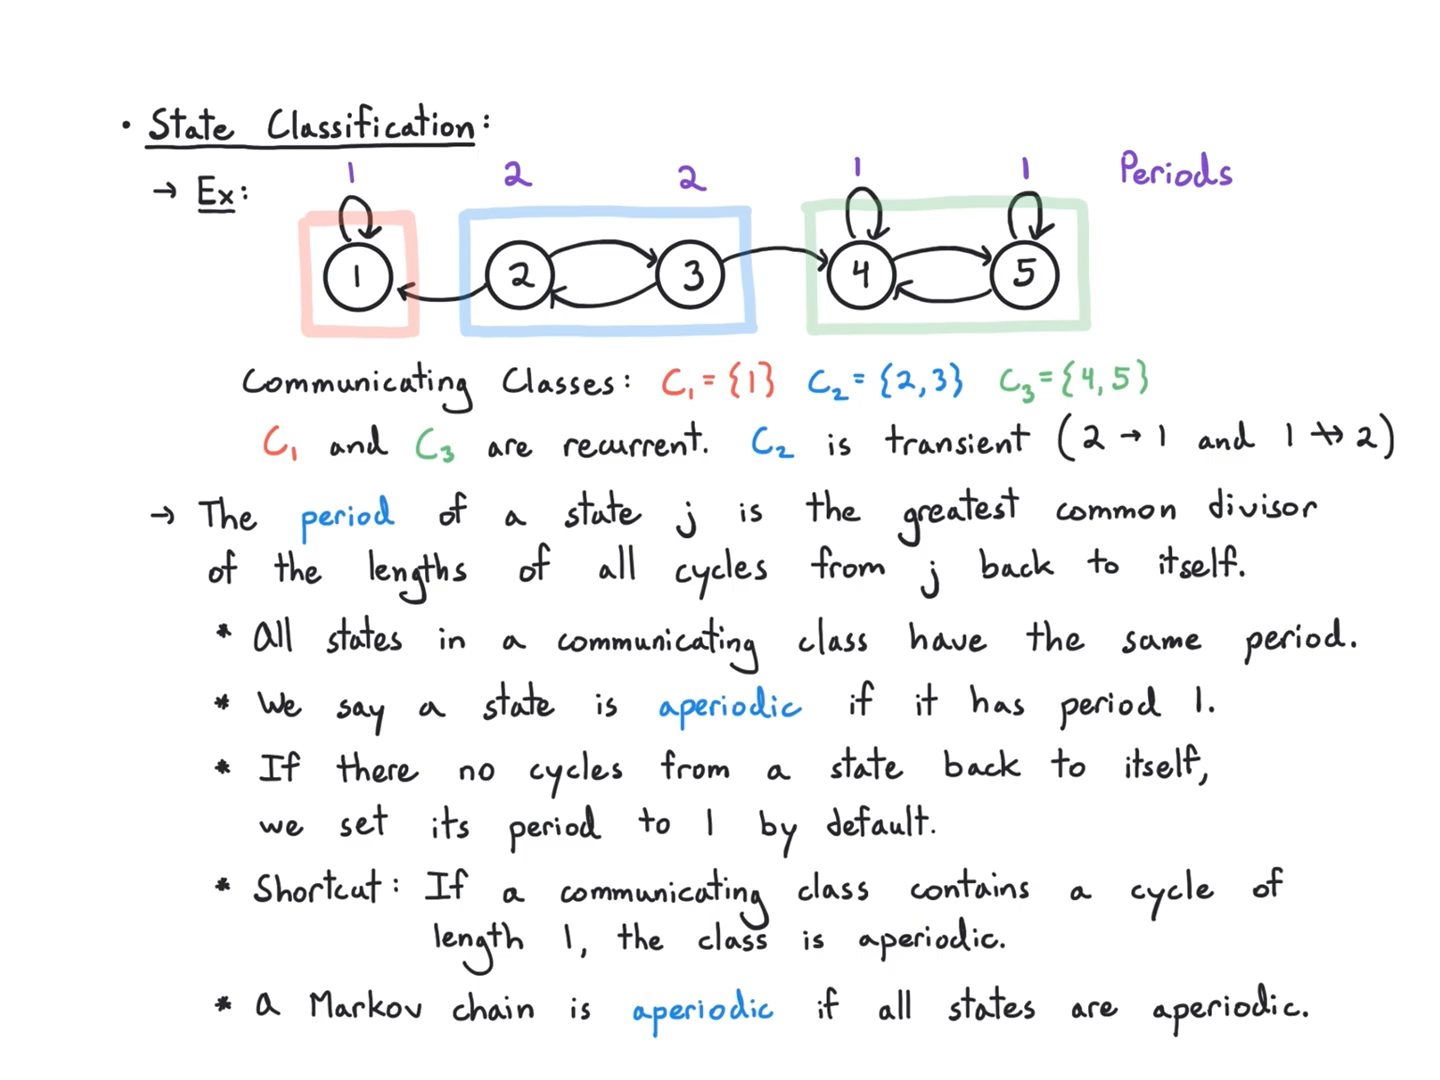 • State Classification:
→ Ex:
1 2 2 1 1 Periods
1 2 3 4 5
Communicating Classes: C₁ = {1} C₂ = {2,3} C₃ = {4,5}
C₁ and C₃ are recurrent. C₂ is transient (2 → 1 and 1 ↛ 2)
→ The period of a state j is the greatest common divisor
of the lengths of all cycles from j back to itself.
* All states in a communicating class have the same period.
* We say a state is aperiodic if it has period 1.
* If there no cycles from a state back to itself,
we set its period to 1 by default.
* Shortcut: If a communicating class contains a cycle of
length 1, the class is aperiodic.
* A Markov chain is aperiodic if all states are aperiodic.